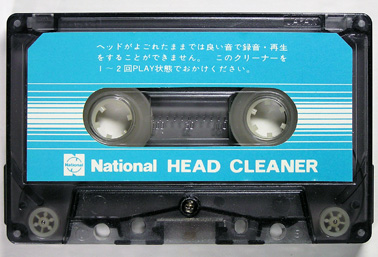 ヘッドがよごれたままでは良い音で録音・再生
をすることができません。 このクリーナーを
1～2回PLAY状態でおかけください。
National
National HEAD CLEANER